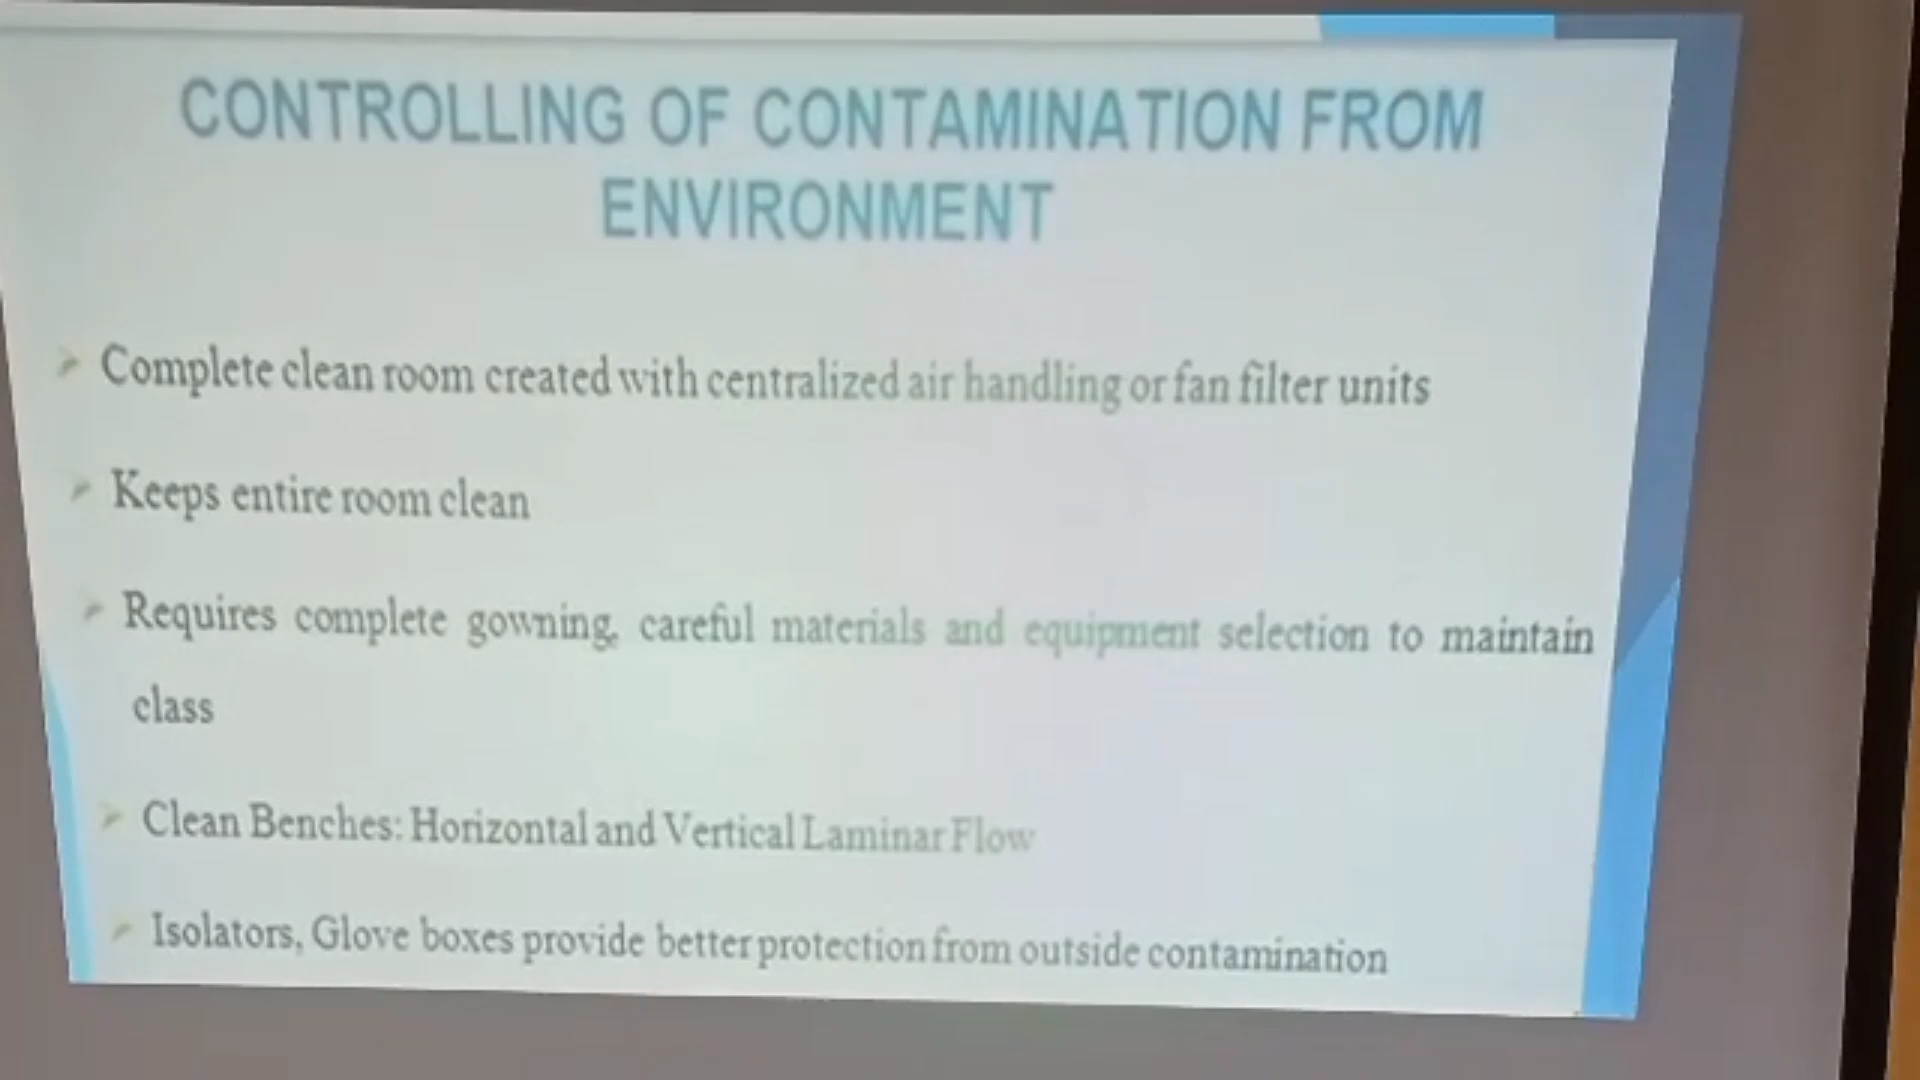 CONTROLLING OF CONTAMINATION FROM
ENVIRONMENT
Complete clean room created with centralized air handling or fan filter units
Keeps entire room clean
Requires complete gowning, careful materials and equipment selection to maintain
class
Clean Benches: Horizontal and Vertical Laminar Flow
Isolators, Glove boxes provide better protection from outside contamination